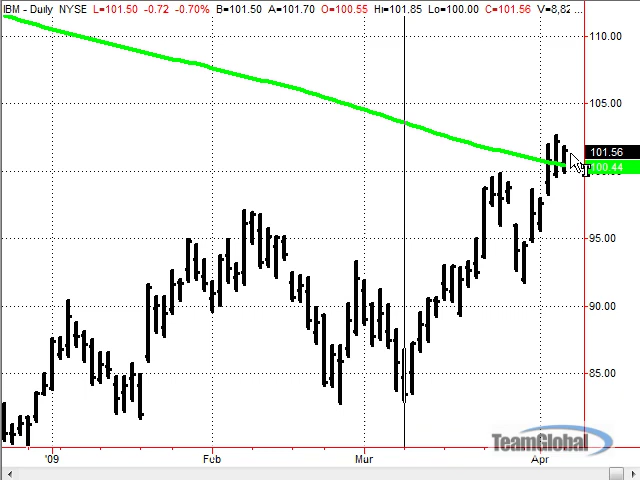 IBM - Daily NYSE L=101.50 -0.72 -0.70% B=101.50 A=101.70 O=100.55 Hi=101.85 Lo=100.00 C=101.56 V=8,82 ...
110.00
105.00
101.56
100.44
95.00
90.00
85.00
TeamGlobal
'09 Feb Mar Apr